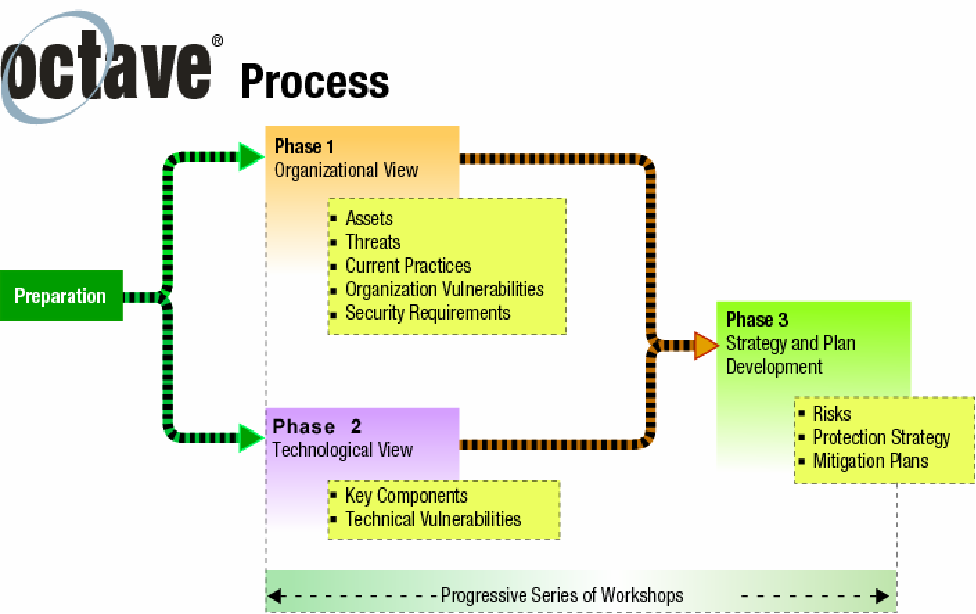 octave® Process
Phase 1
Organizational View
▪ Assets
▪ Threats
▪ Current Practices
▪ Organization Vulnerabilities
▪ Security Requirements
Preparation
Phase 2
Technological View
▪ Key Components
▪ Technical Vulnerabilities
Phase 3
Strategy and Plan
Development
▪ Risks
▪ Protection Strategy
▪ Mitigation Plans
Progressive Series of Workshops